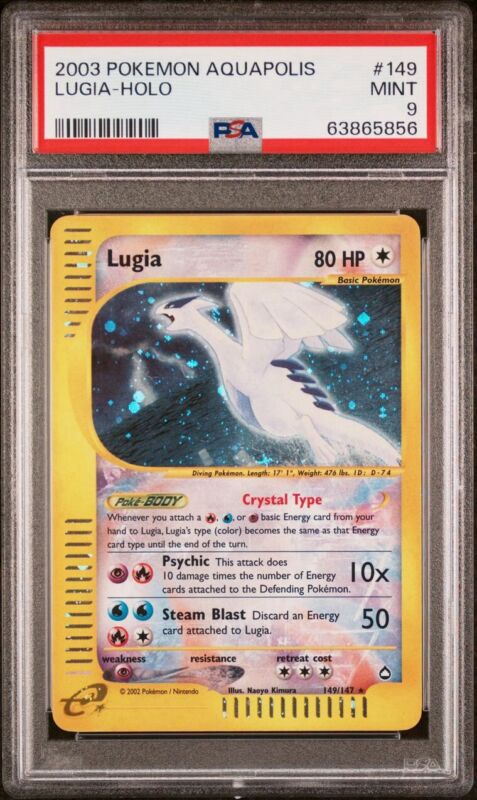 2003 POKEMON AQUAPOLIS #149
LUGIA-HOLO MINT
9
PSA 63865856
Lugia 80 HP
Basic Pokémon
Diving Pokémon. Length: 17' 1", Weight: 476 lbs. ID: D-74
Poké-BODY Crystal Type
Whenever you attach a , , or basic Energy card from your
hand to Lugia, Lugia's type (color) becomes the same as that Energy
card type until the end of the turn.
Psychic This attack does
10 damage times the number of Energy
cards attached to the Defending Pokémon.
10x
Steam Blast Discard an Energy
card attached to Lugia.
50
weakness resistance retreat cost
© 2002 Pokémon / Nintendo Illus. Naoyo Kimura 149/147 ★
e
PSA